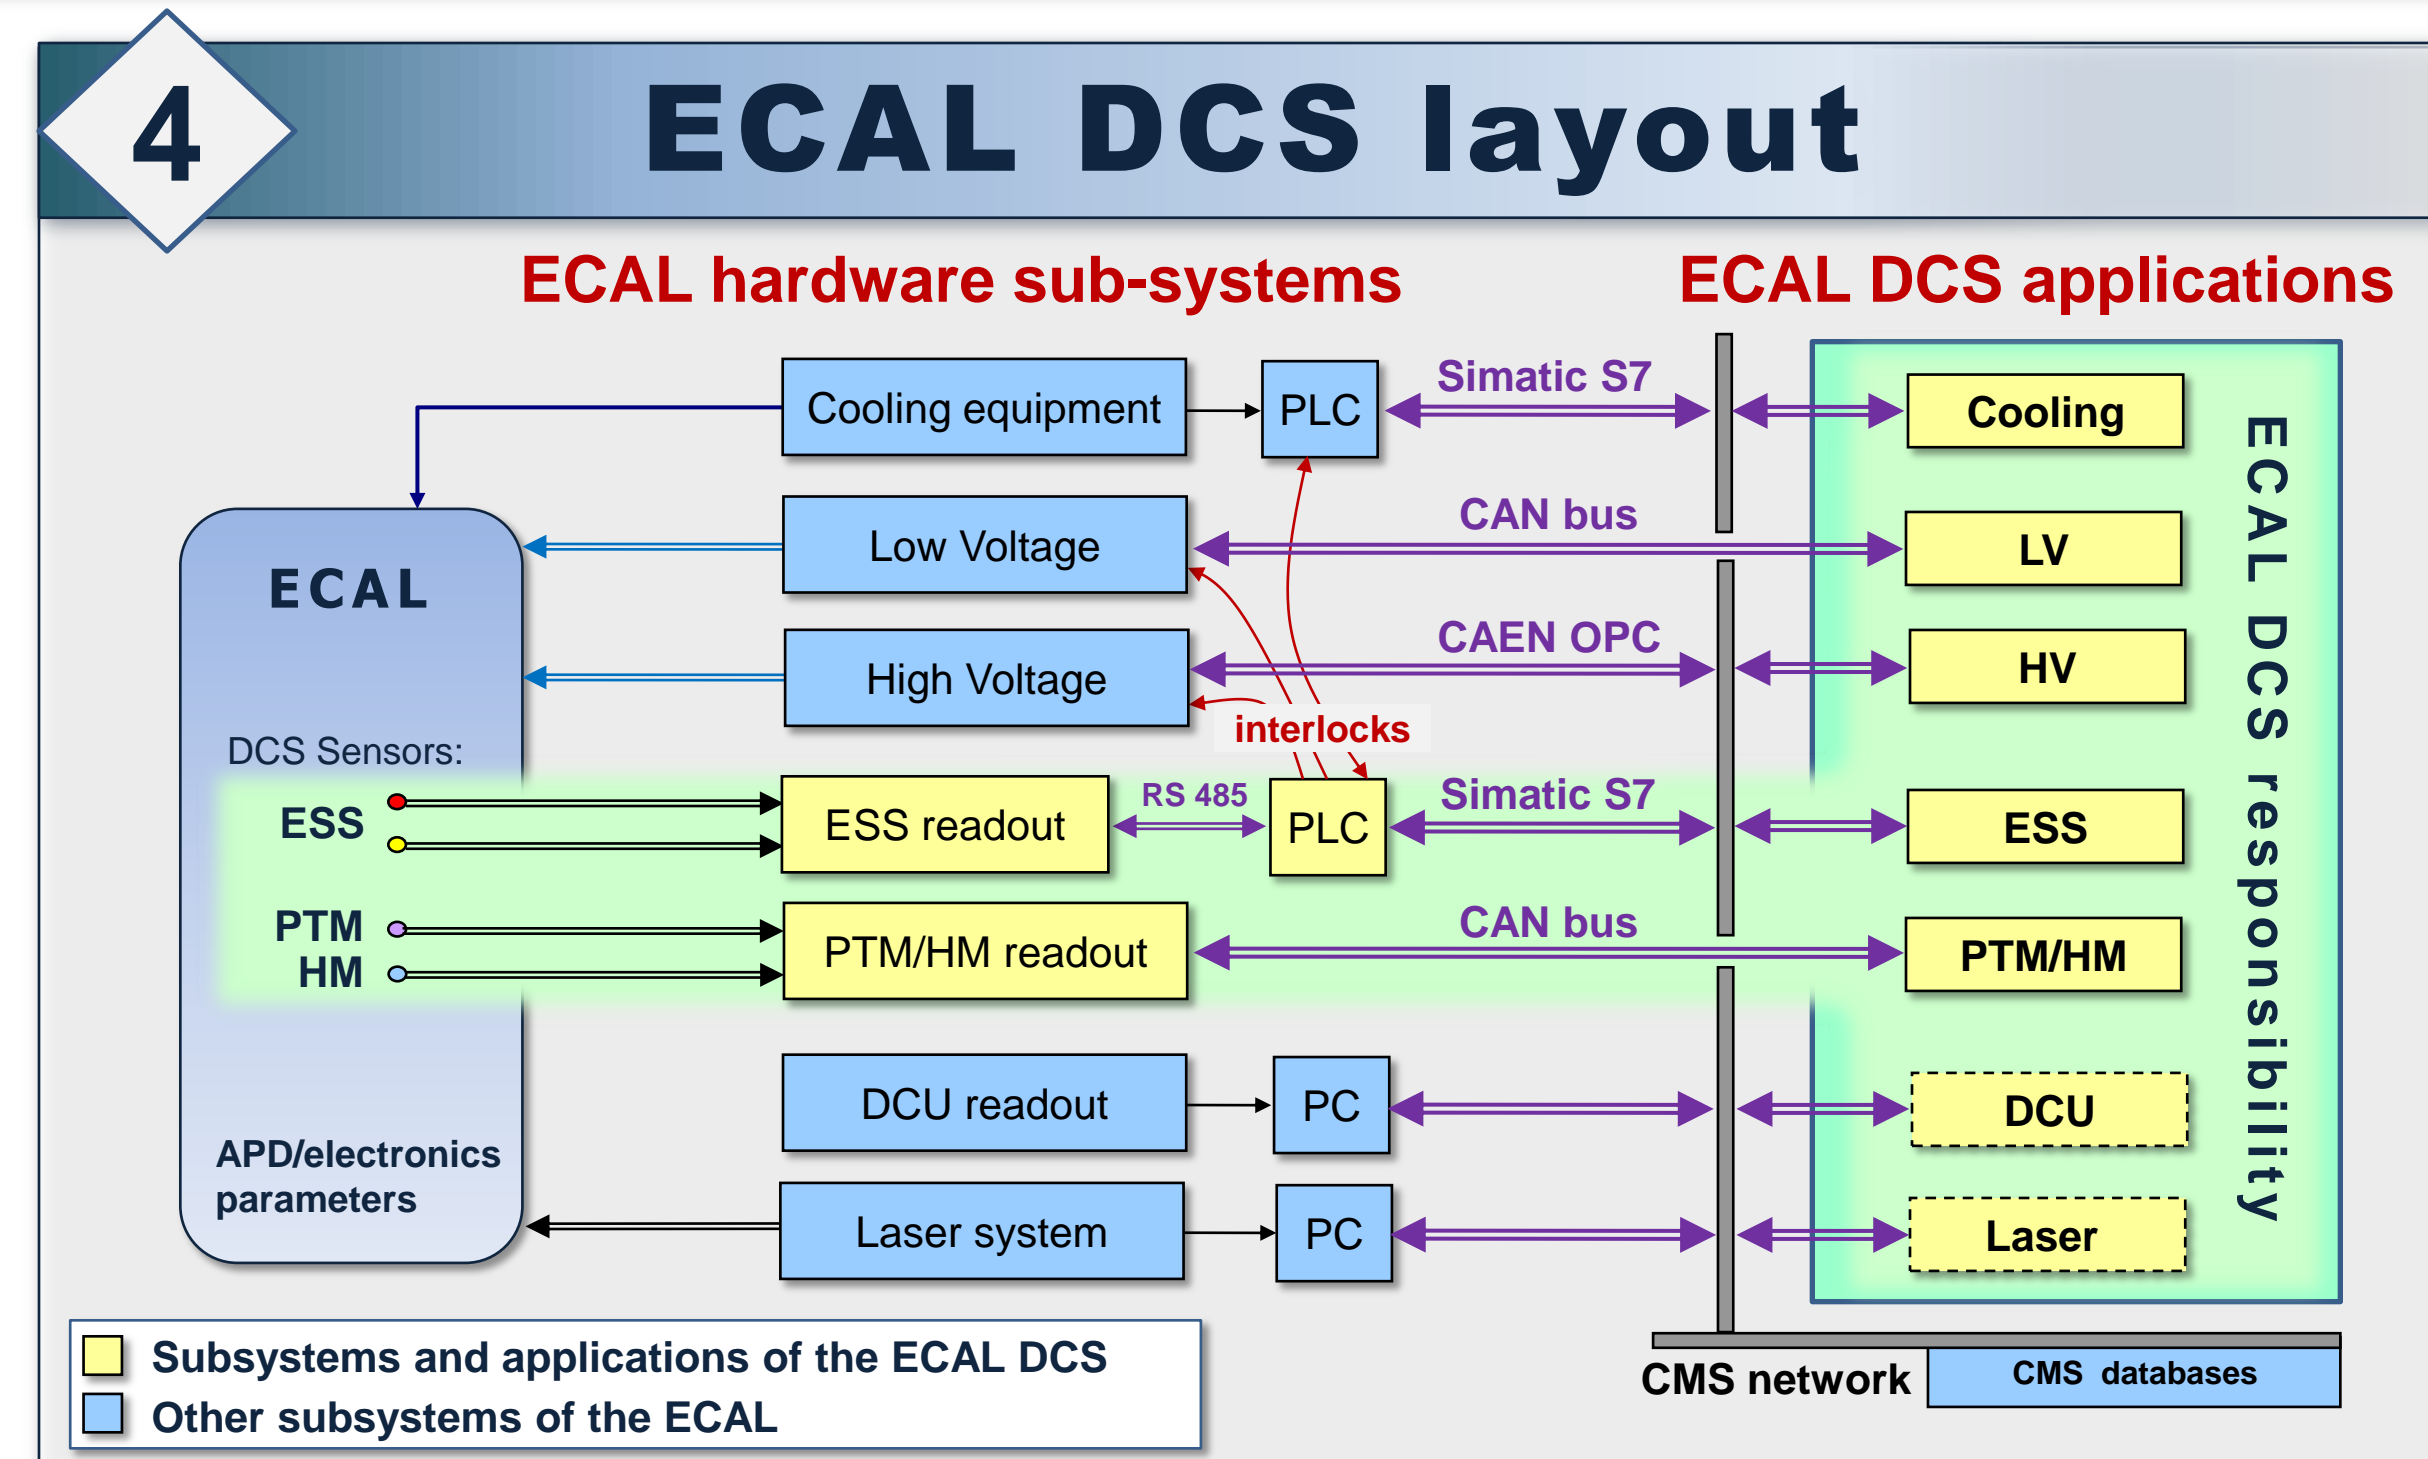 4
ECAL DCS layout
ECAL hardware sub-systems
ECAL DCS applications
Cooling equipment
PLC
Simatic S7
Cooling
Low Voltage
CAN bus
LV
ECAL
High Voltage
CAEN OPC
HV
interlocks
DCS Sensors:
ESS
ESS readout
RS 485
PLC
Simatic S7
ESS
PTM
HM
PTM/HM readout
CAN bus
PTM/HM
DCU readout
PC
DCU
APD/electronics
parameters
Laser system
PC
Laser
ECAL DCS responsibility
Subsystems and applications of the ECAL DCS
Other subsystems of the ECAL
CMS network
CMS databases